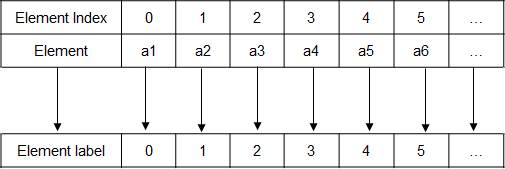 Element Index 0 1 2 3 4 5 ...
Element a1 a2 a3 a4 a5 a6 ...
Element label 0 1 2 3 4 5 ...